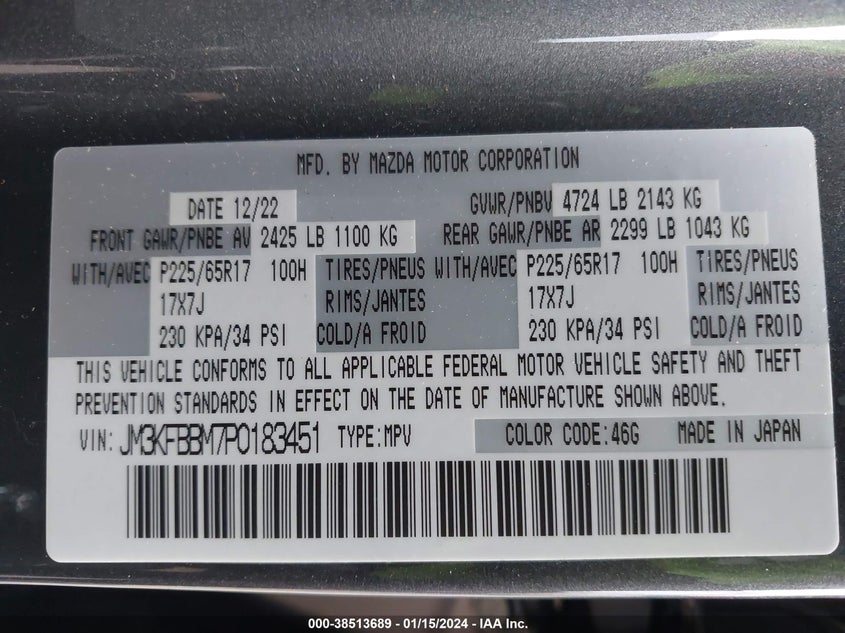 MFD. BY MAZDA MOTOR CORPORATION
DATE 12/22 GVWR/PNBV 4724 LB 2143 KG
FRONT GAWR/PNBE AV 2425 LB 1100 KG REAR GAWR/PNBE AR 2299 LB 1043 KG
WITH/AVEC P225/65R17 100H TIRES/PNEUS WITH/AVEC P225/65R17 100H TIRES/PNEUS
17X7J RIMS/JANTES 17X7J RIMS/JANTES
230 KPA/34 PSI COLD/A FROID 230 KPA/34 PSI COLD/A FROID
THIS VEHICLE CONFORMS TO ALL APPLICABLE FEDERAL MOTOR VEHICLE SAFETY AND THEFT
PREVENTION STANDARDS IN EFFECT ON THE DATE OF MANUFACTURE SHOWN ABOVE.
VIN: JM3KFBBM7P0183451 TYPE:MPV COLOR CODE:46G MADE IN JAPAN
000-38513689 - 01/15/2024 - IAA Inc.